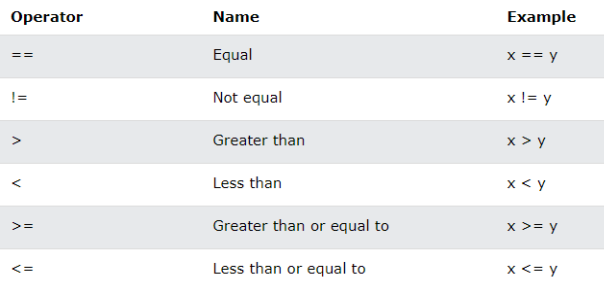 Operator Name Example
== Equal x == y
!= Not equal x != y
> Greater than x > y
< Less than x < y
>= Greater than or equal to x >= y
<= Less than or equal to x <= y